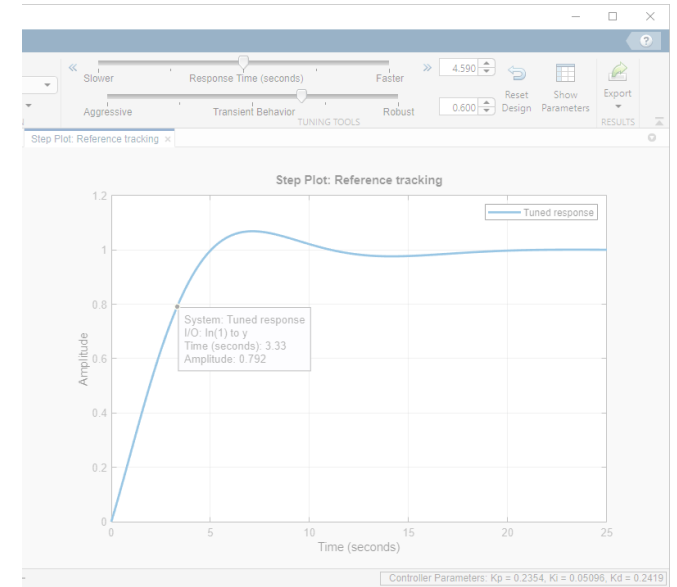 ?
Slower Response Time (seconds) Faster
4.590
Aggressive Transient Behavior Robust
0.600
Reset
Design
Show
Parameters
Export
TUNING TOOLS
RESULTS
Step Plot: Reference tracking
Step Plot: Reference tracking
Tuned response
1.2
1
0.8
0.6
0.4
0.2
0
Amplitude
System: Tuned response
I/O: In(1) to y
Time (seconds): 3.33
Amplitude: 0.792
0 5 10 15 20 25
Time (seconds)
Controller Parameters: Kp = 0.2354, Ki = 0.05096, Kd = 0.2419